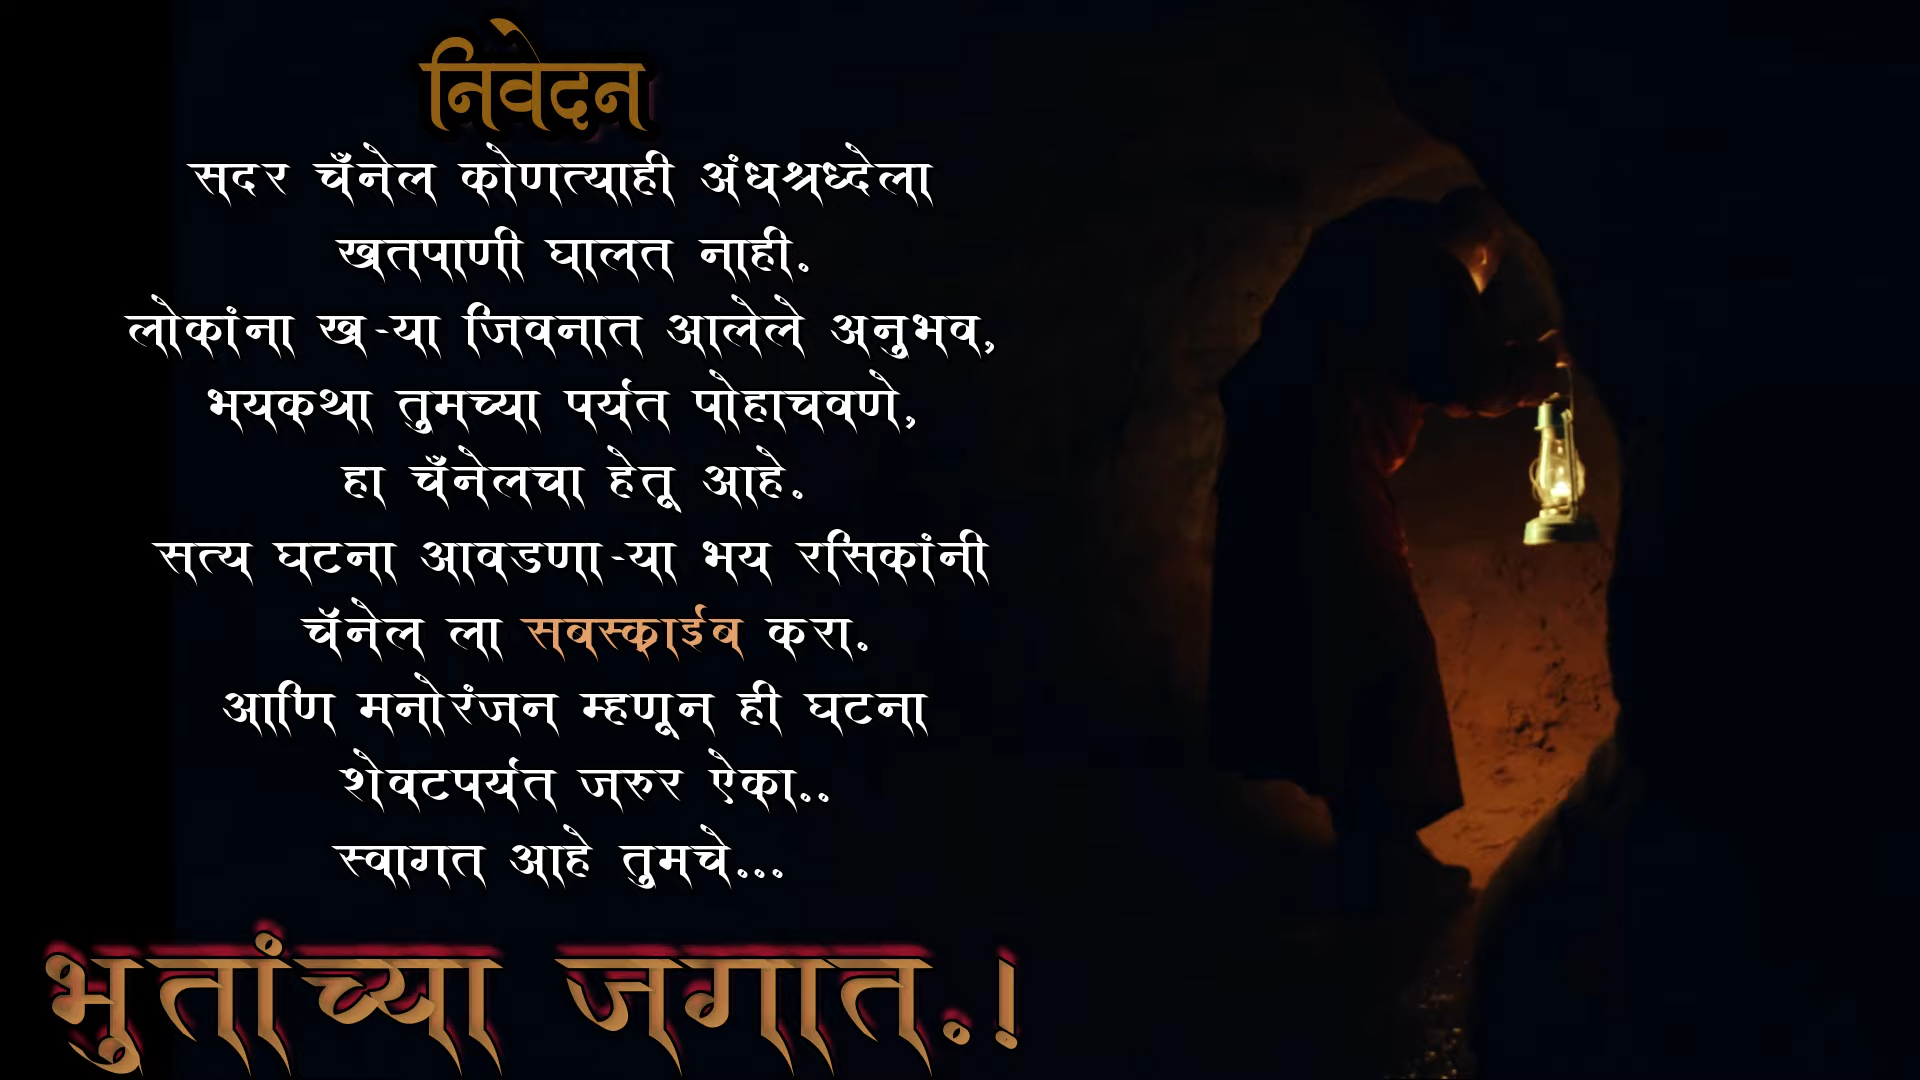 निवेदन
सदर चँनेल कोणत्याही अंधश्रध्देला
खतपाणी घालत नाही.
लोकांना ख-या जिवनात आलेले अनुभव,
भयकथा तुमच्या पर्यंत पोहाचवणे,
हा चँनेलचा हेतू आहे.
सत्य घटना आवडणा-या भय रसिकांनी
चॅनेल ला सबस्क्राईब करा.
आणि मनोरंजन म्हणून ही घटना
शेवटपर्यंत जरुर ऐका..
स्वागत आहे तुमचे...
भुतांच्या जगात.!